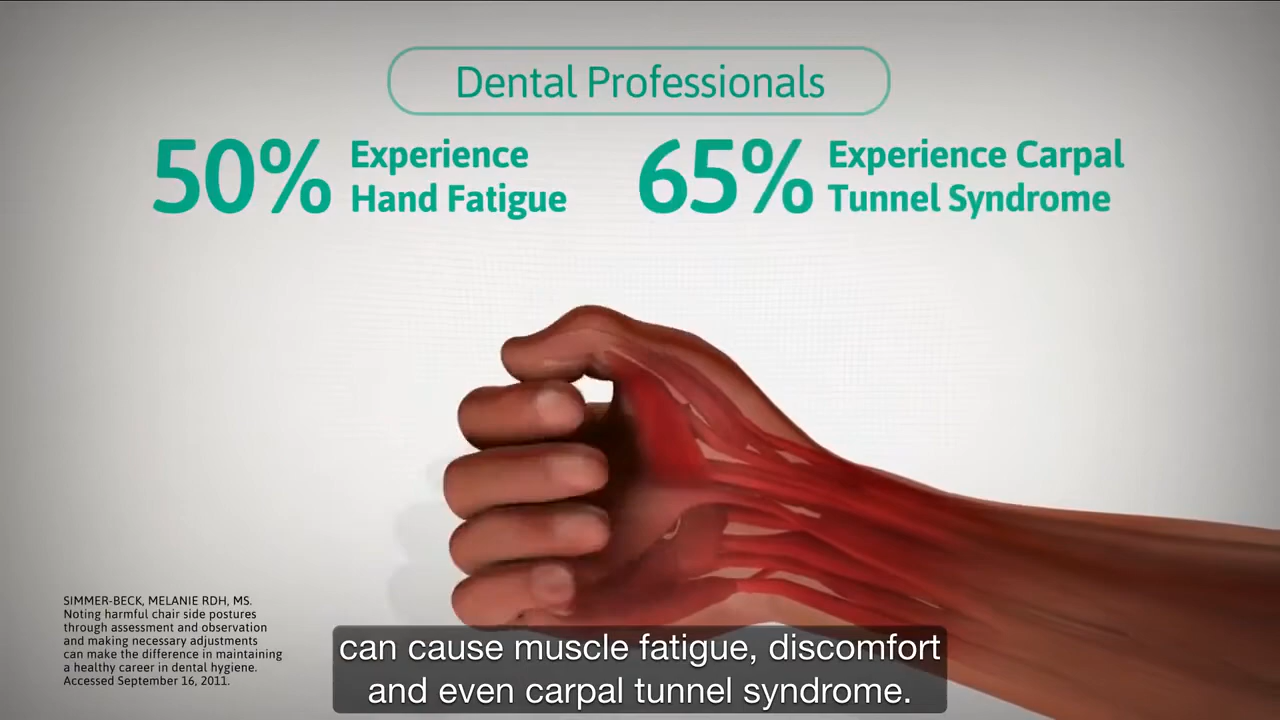 Dental Professionals
50% Experience Hand Fatigue
65% Experience Carpal Tunnel Syndrome
SIMMER-BECK, MELANIE RDH, MS.
Noting harmful chair side postures
through assessment and observation
and making necessary adjustments
can make the difference in maintaining
a healthy career in dental hygiene.
Accessed September 16, 2011.
can cause muscle fatigue, discomfort
and even carpal tunnel syndrome.